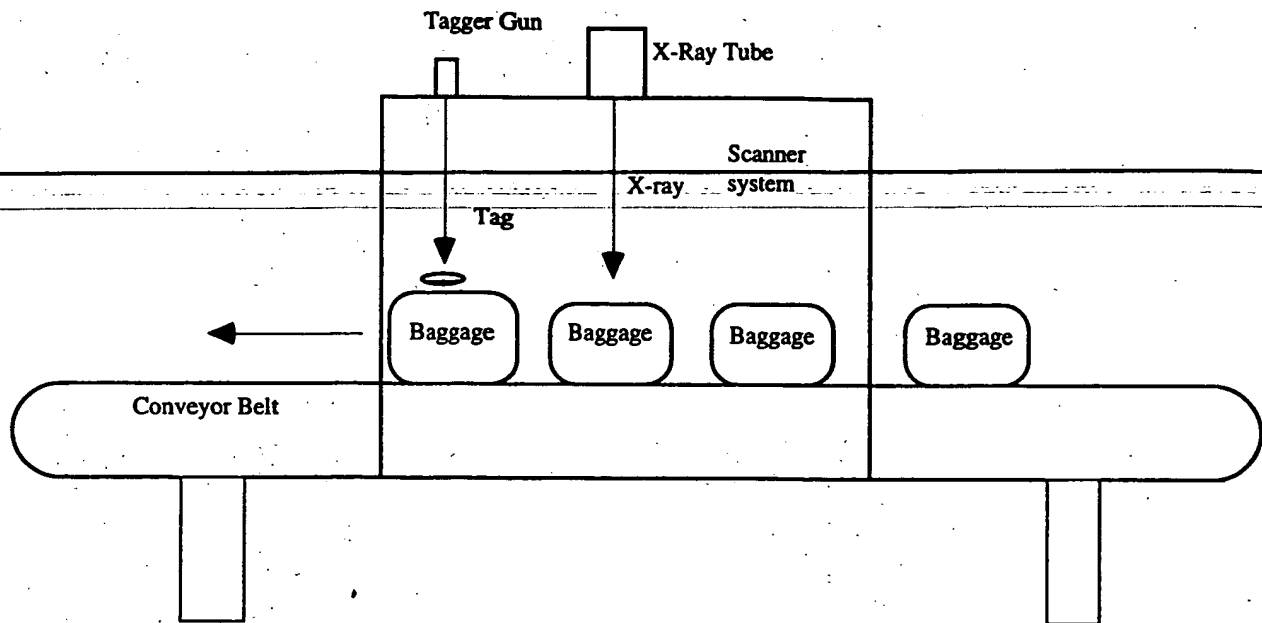 Tagger Gun
X-Ray Tube
Scanner
system
X-ray
Tag
Baggage
Baggage
Baggage
Baggage
Conveyor Belt